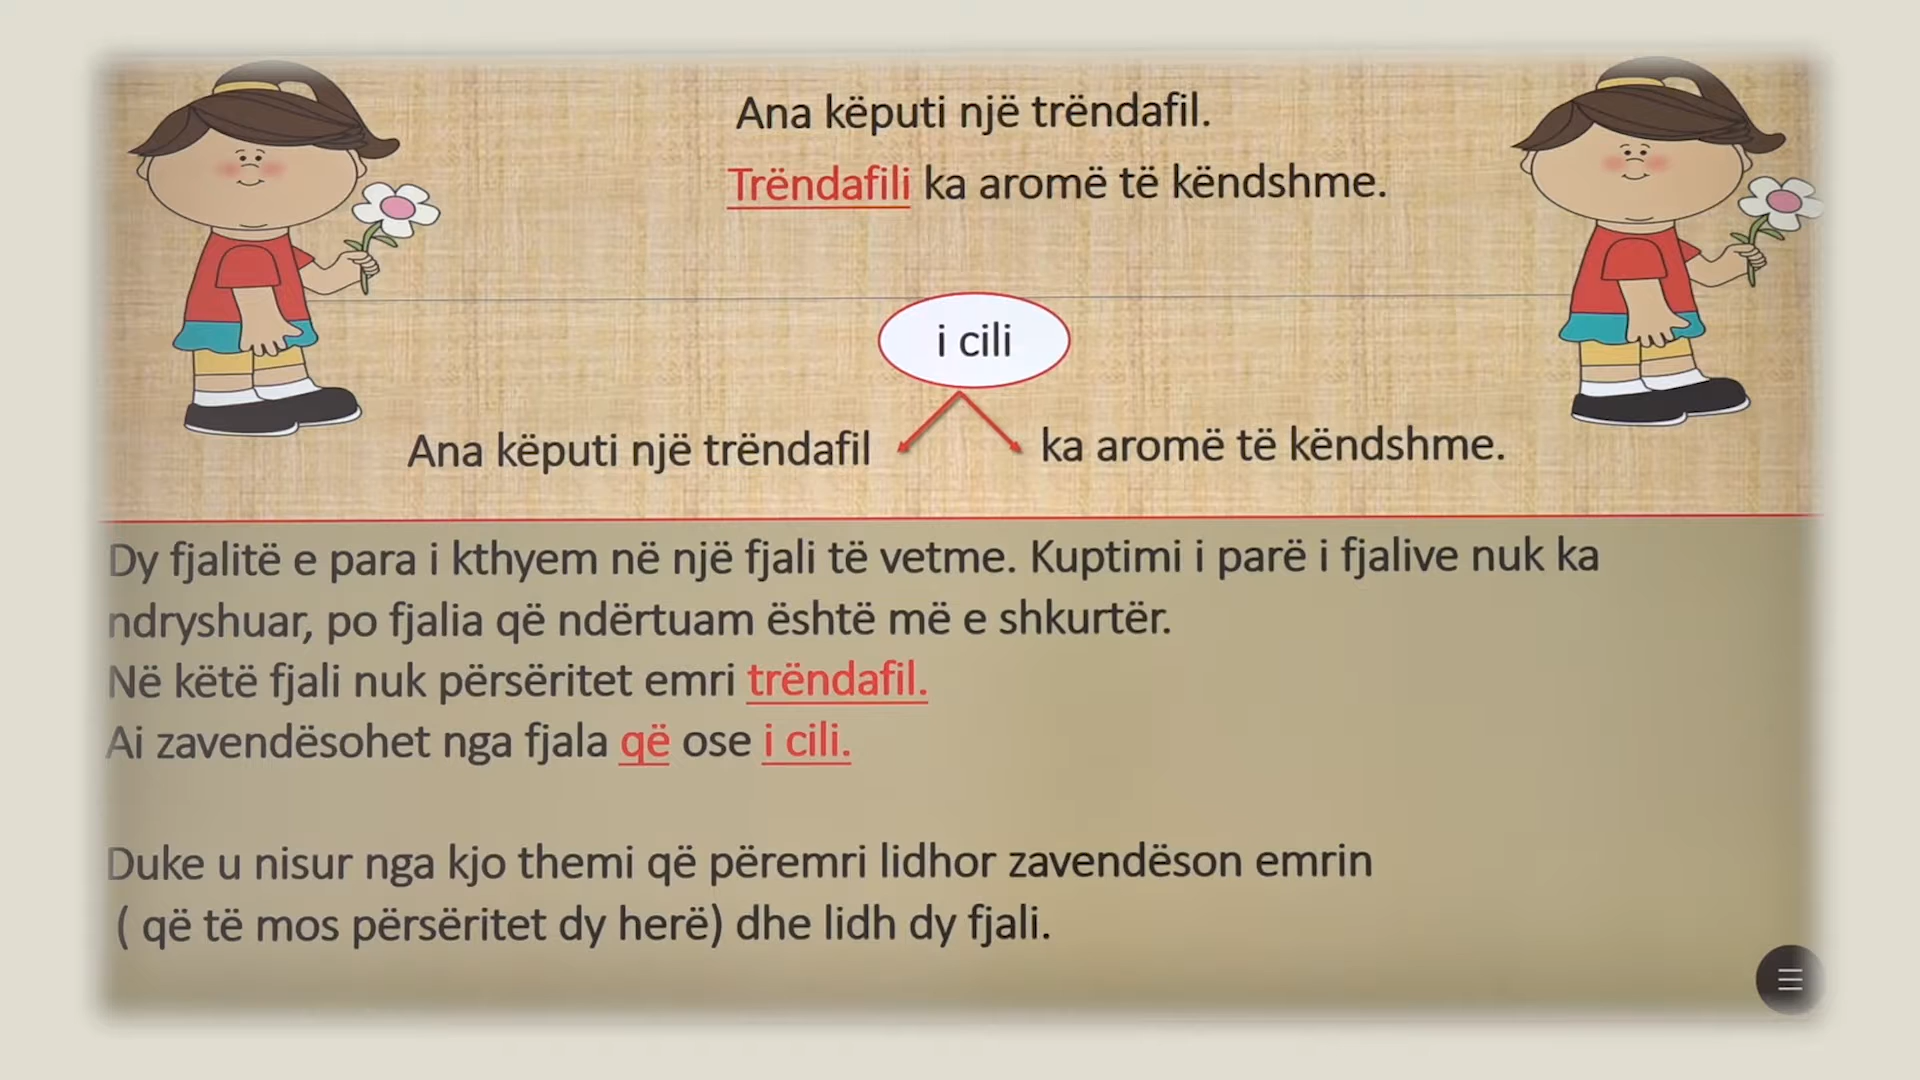 Ana këputi një trëndafil.
Trëndafili ka aromë të këndshme.
i cili
Ana këputi një trëndafil ka aromë të këndshme.
Dy fjalitë e para i kthyem në një fjali të vetme. Kuptimi i parë i fjalive nuk ka
ndryshuar, po fjalia që ndërtuam është më e shkurtër.
Në këtë fjali nuk përsëritet emri trëndafil.
Ai zavendësohet nga fjala që ose i cili.
Duke u nisur nga kjo themi që përemri lidhor zavendëson emrin
( që të mos përsëritet dy herë) dhe lidh dy fjali.